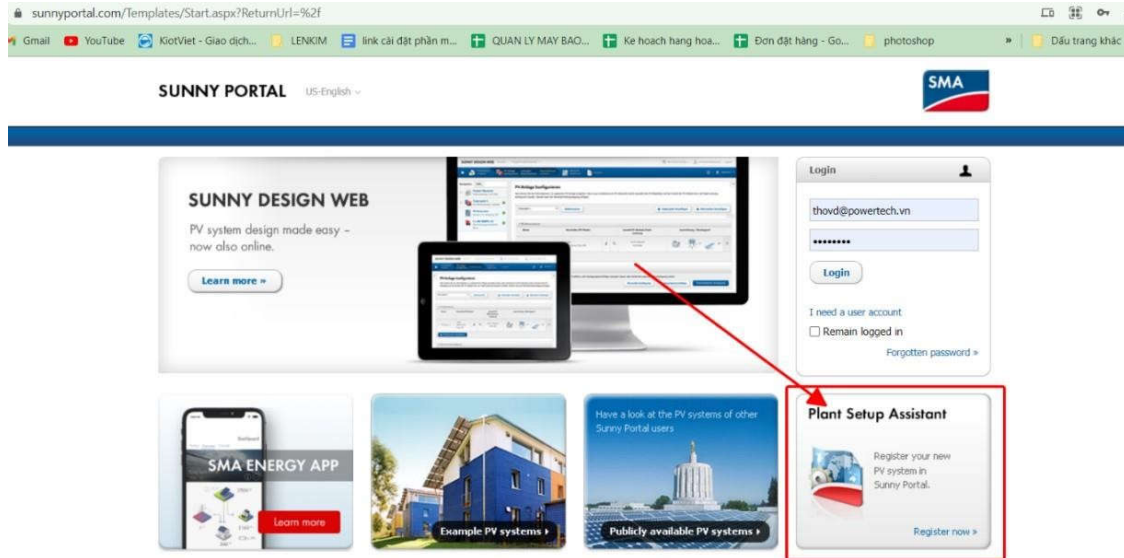 sunnyportal.com/Templates/Start.aspx?ReturnUrl=%2f
Gmail YouTube KiotViet - Giao dịch... LENKIM link cài đặt phần m... QUAN LY MAY BAO... Ke hoach hang hoa... Đơn đặt hàng - Go... photoshop » Dấu trang khác
SUNNY PORTAL US-English
SMA
SUNNY DESIGN WEB
PV system design made easy –
now also online.
Learn more »
Login
thovd@powertech.vn
••••••••
Login
I need a user account
Remain logged in
Forgotten password »
SMA ENERGY APP
Learn more
Example PV systems
Have a look at the PV systems of other
Sunny Portal users
Publicly available PV systems
Plant Setup Assistant
Register your new
PV system in
Sunny Portal.
Register now »